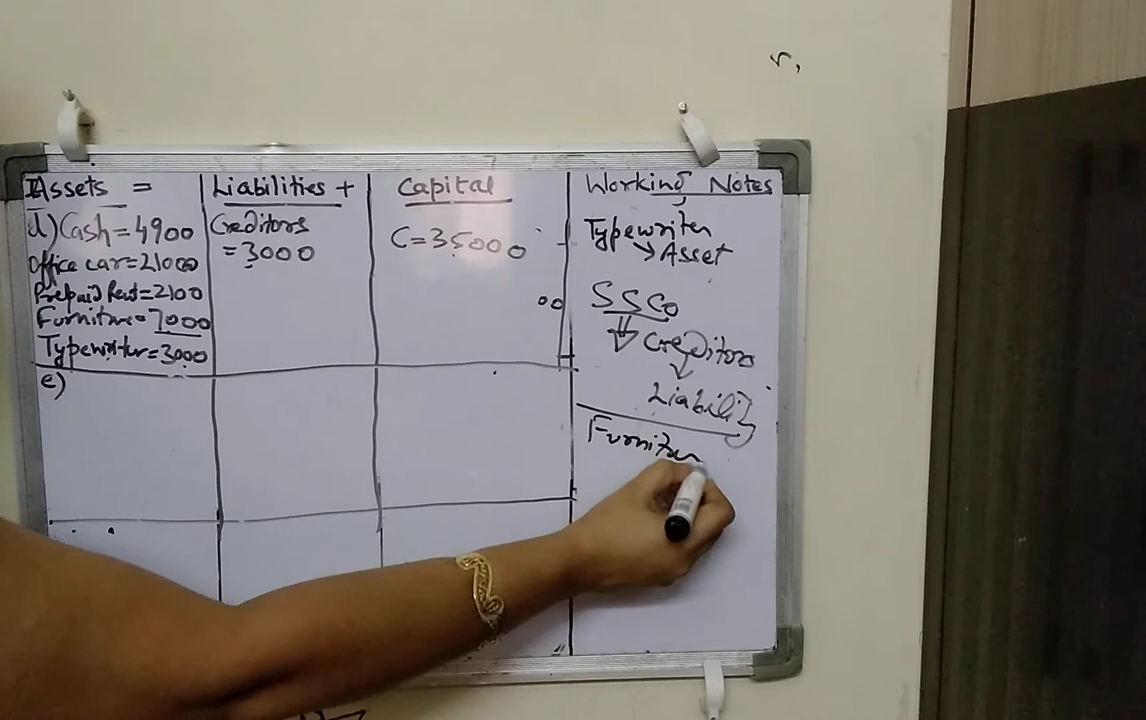 Assets =
Liabilities +
Capital
Working Notes
d) Cash = 4900
Office car = 21000
Prepaid Rent = 2100
Furniture = 7000
Typewriter = 3000
e)
Creditors
= 3000
C = 35000
Typewriter
→ Asset
SSCo
⇓ Creditors
↓
Liability
Furniture